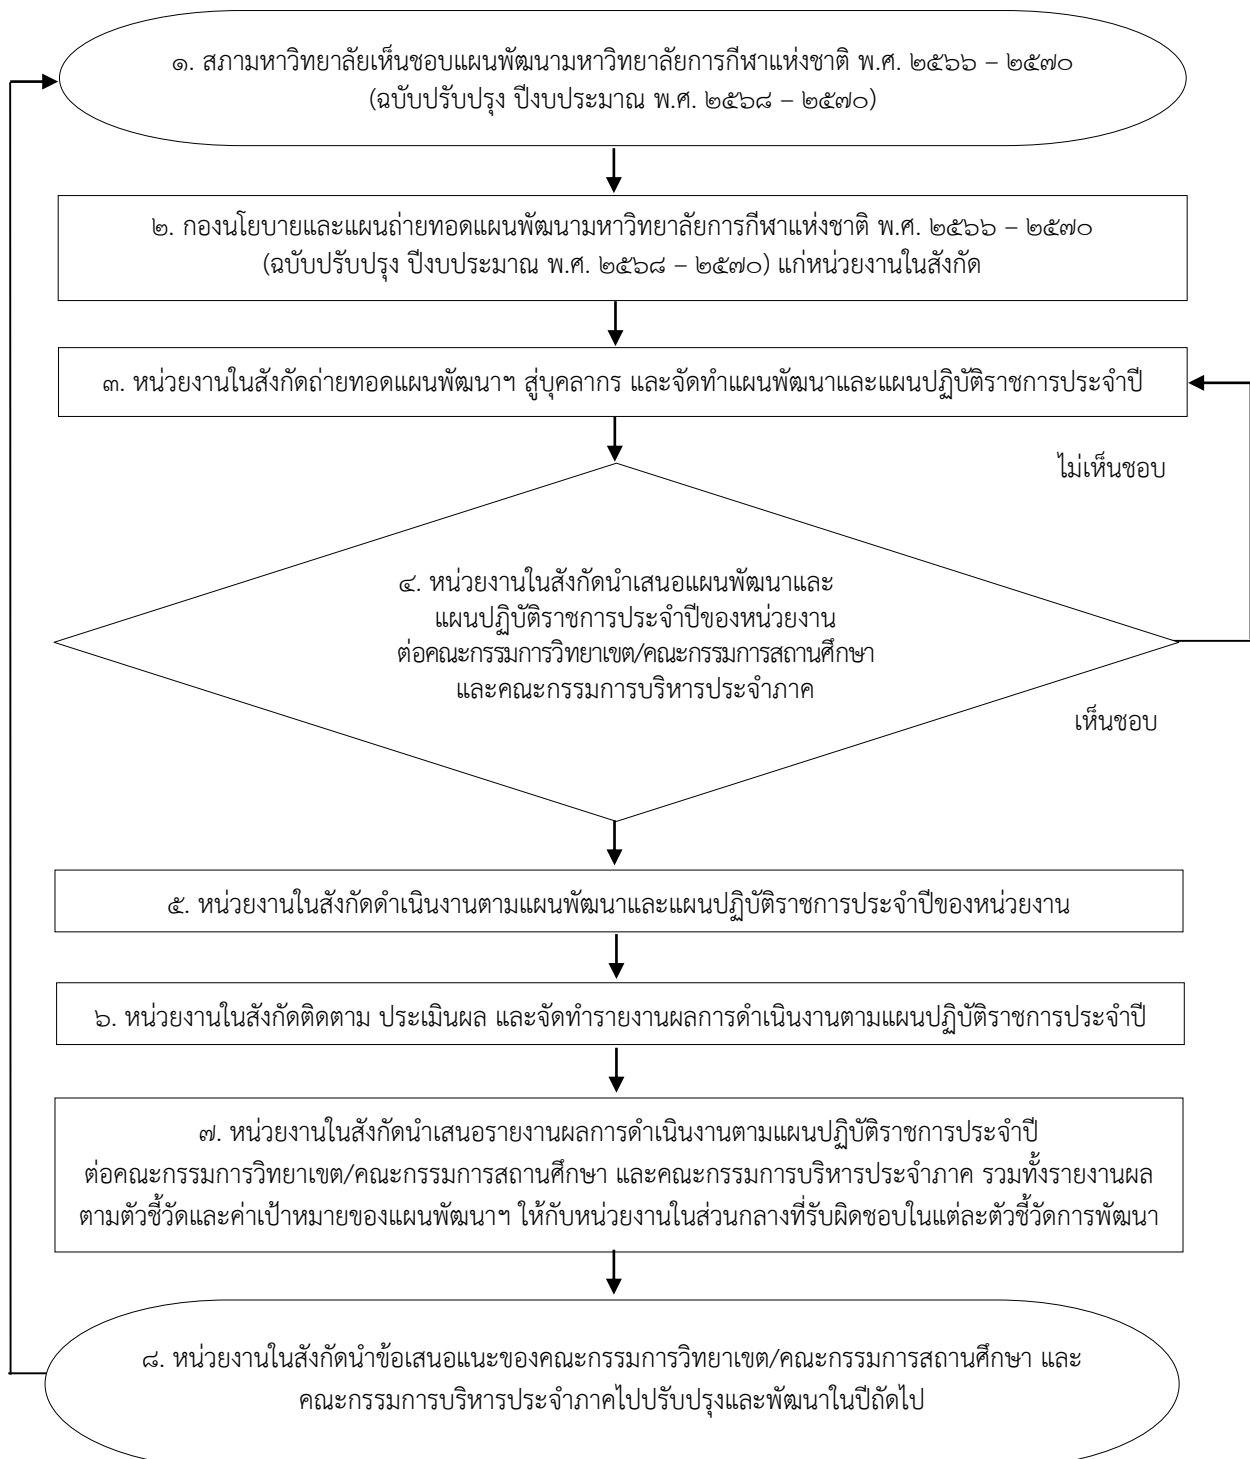 ๑. สภามหาวิทยาลัยเห็นชอบแผนพัฒนามหาวิทยาลัยการกีฬาแห่งชาติ พ.ศ. ๒๕๖๖ – ๒๕๗๐
(ฉบับปรับปรุง ปีงบประมาณ พ.ศ. ๒๕๖๘ – ๒๕๗๐)
๒. กองนโยบายและแผนถ่ายทอดแผนพัฒนามหาวิทยาลัยการกีฬาแห่งชาติ พ.ศ. ๒๕๖๖ – ๒๕๗๐
(ฉบับปรับปรุง ปีงบประมาณ พ.ศ. ๒๕๖๘ – ๒๕๗๐) แก่หน่วยงานในสังกัด
๓. หน่วยงานในสังกัดถ่ายทอดแผนพัฒนาฯ สู่บุคลากร และจัดทำแผนพัฒนาและแผนปฏิบัติราชการประจำปี
ไม่เห็นชอบ
๔. หน่วยงานในสังกัดนำเสนอแผนพัฒนาและ
แผนปฏิบัติราชการประจำปีของหน่วยงาน
ต่อคณะกรรมการวิทยาเขต/คณะกรรมการสถานศึกษา
และคณะกรรมการบริหารประจำภาค
เห็นชอบ
๕. หน่วยงานในสังกัดดำเนินงานตามแผนพัฒนาและแผนปฏิบัติราชการประจำปีของหน่วยงาน
๖. หน่วยงานในสังกัดติดตาม ประเมินผล และจัดทำรายงานผลการดำเนินงานตามแผนปฏิบัติราชการประจำปี
๗. หน่วยงานในสังกัดนำเสนอรายงานผลการดำเนินงานตามแผนปฏิบัติราชการประจำปี
ต่อคณะกรรมการวิทยาเขต/คณะกรรมการสถานศึกษา และคณะกรรมการบริหารประจำภาค รวมทั้งรายงานผล
ตามตัวชี้วัดและค่าเป้าหมายของแผนพัฒนาฯ ให้กับหน่วยงานในส่วนกลางที่รับผิดชอบในแต่ละตัวชี้วัดการพัฒนา
๘. หน่วยงานในสังกัดนำข้อเสนอแนะของคณะกรรมการวิทยาเขต/คณะกรรมการสถานศึกษา และ
คณะกรรมการบริหารประจำภาคไปปรับปรุงและพัฒนาในปีถัดไป